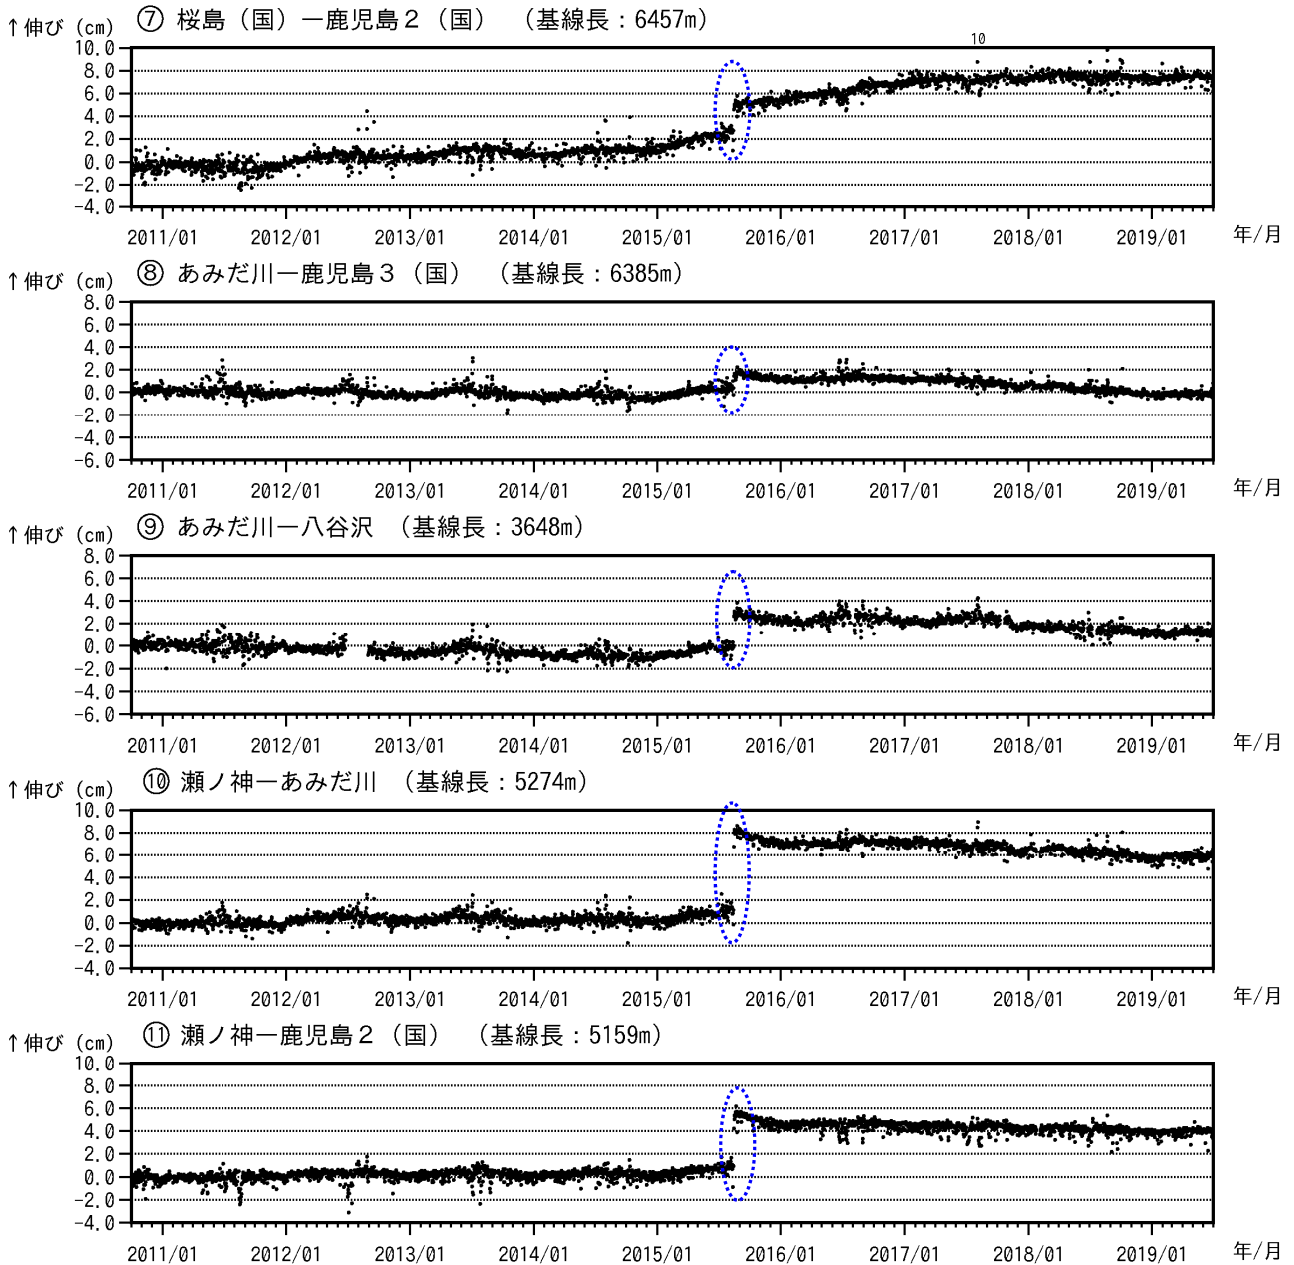 ⑦ 桜島（国）ー鹿児島２（国）　（基線長：6457m）
↑伸び (cm)
10
10.0
8.0
6.0
4.0
2.0
0.0
-2.0
-4.0
2011/01 2012/01 2013/01 2014/01 2015/01 2016/01 2017/01 2018/01 2019/01 年/月
⑧ あみだ川ー鹿児島３（国）　（基線長：6385m）
↑伸び (cm)
8.0
6.0
4.0
2.0
0.0
-2.0
-4.0
-6.0
2011/01 2012/01 2013/01 2014/01 2015/01 2016/01 2017/01 2018/01 2019/01 年/月
⑨ あみだ川ー八谷沢　（基線長：3648m）
↑伸び (cm)
8.0
6.0
4.0
2.0
0.0
-2.0
-4.0
-6.0
2011/01 2012/01 2013/01 2014/01 2015/01 2016/01 2017/01 2018/01 2019/01 年/月
⑩ 瀬ノ神ーあみだ川　（基線長：5274m）
↑伸び (cm)
10.0
8.0
6.0
4.0
2.0
0.0
-2.0
-4.0
2011/01 2012/01 2013/01 2014/01 2015/01 2016/01 2017/01 2018/01 2019/01 年/月
⑪ 瀬ノ神ー鹿児島２（国）　（基線長：5159m）
↑伸び (cm)
10.0
8.0
6.0
4.0
2.0
0.0
-2.0
-4.0
2011/01 2012/01 2013/01 2014/01 2015/01 2016/01 2017/01 2018/01 2019/01 年/月